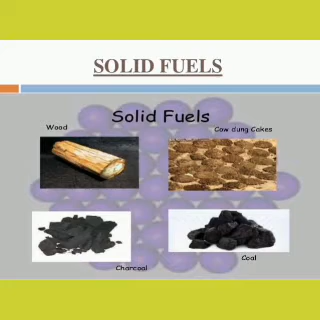 SOLID FUELS
Solid Fuels
Wood
Cow dung Cakes
Charcoal
Coal